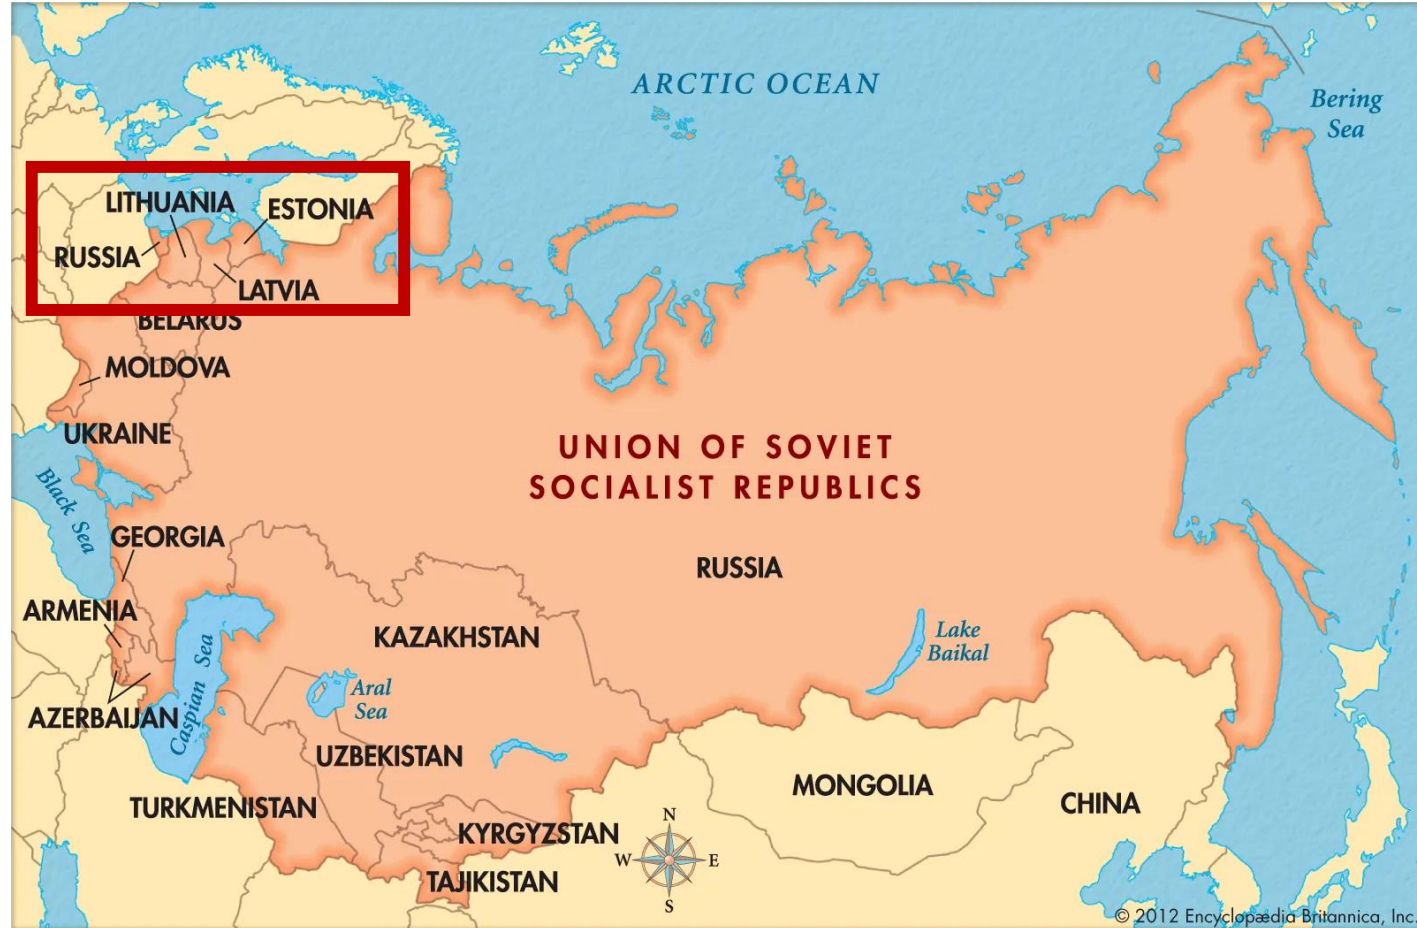 ARCTIC OCEAN
Bering
Sea
LITHUANIA
ESTONIA
RUSSIA
LATVIA
BELARUS
MOLDOVA
UKRAINE
UNION OF SOVIET
SOCIALIST REPUBLICS
Black Sea
GEORGIA
RUSSIA
ARMENIA
KAZAKHSTAN
Lake
Baikal
Caspian Sea
Aral
Sea
AZERBAIJAN
UZBEKISTAN
MONGOLIA
TURKMENISTAN
CHINA
N
KYRGYZSTAN
W
E
TAJIKISTAN
S
© 2012 Encyclopædia Britannica, Inc.